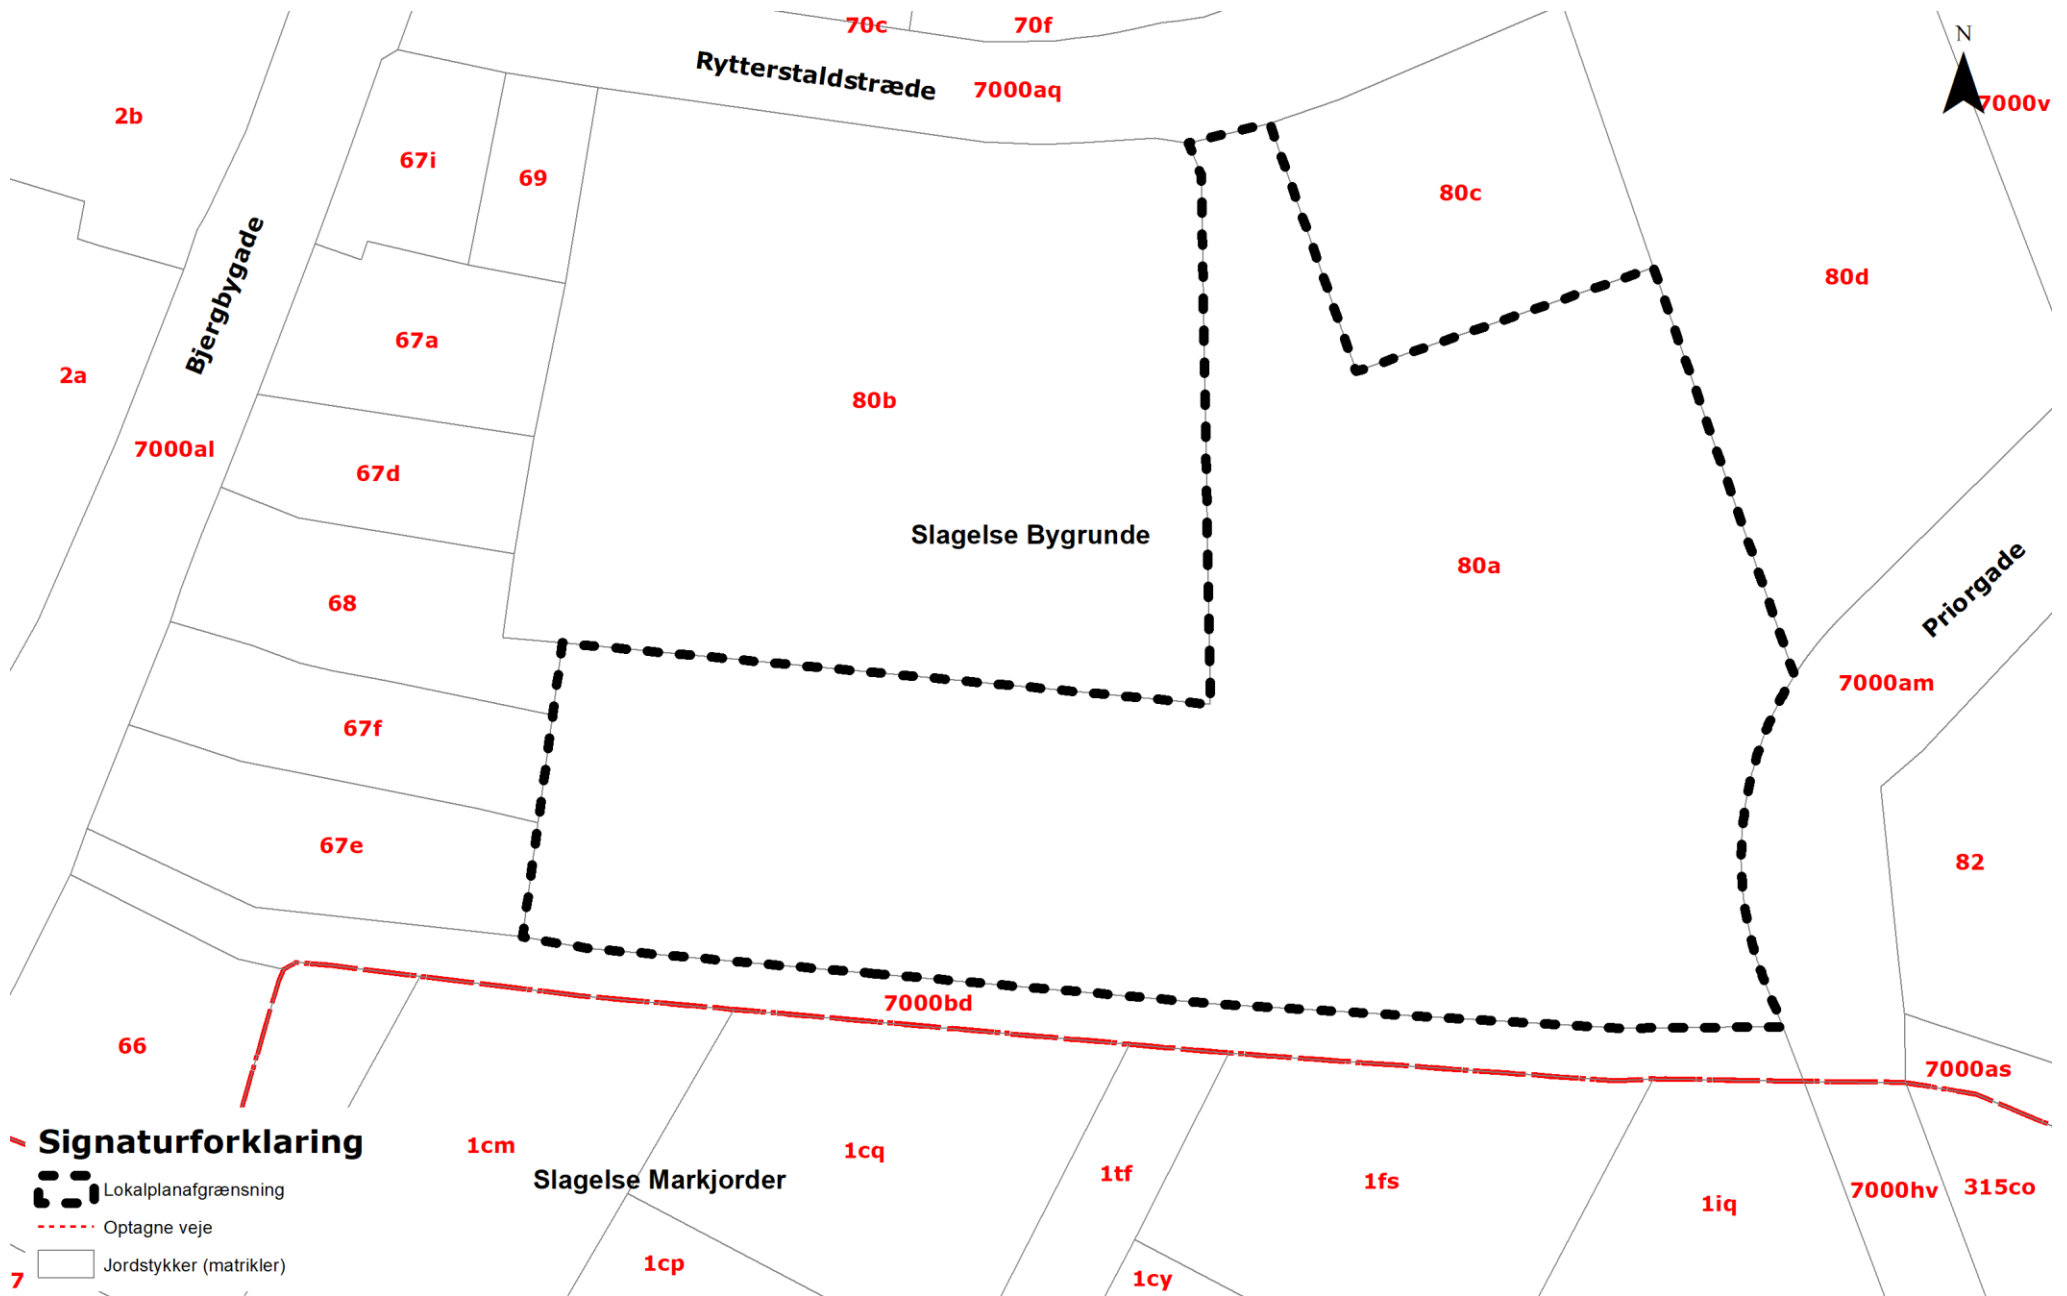 70c
70f
N
Rytterstaldstræde
7000aq
7000v
2b
67i
69
80c
Bjergbygade
80d
67a
2a
80b
7000al
67d
Slagelse Bygrunde
80a
Priorgade
68
7000am
67f
67e
82
7000bd
66
7000as
Signaturforklaring
Lokalplanafgrænsning
Optagne veje
Jordstykker (matrikler)
1cm
1cq
Slagelse Markjorder
1tf
1fs
7000hv
315co
1iq
1cp
1cy
7